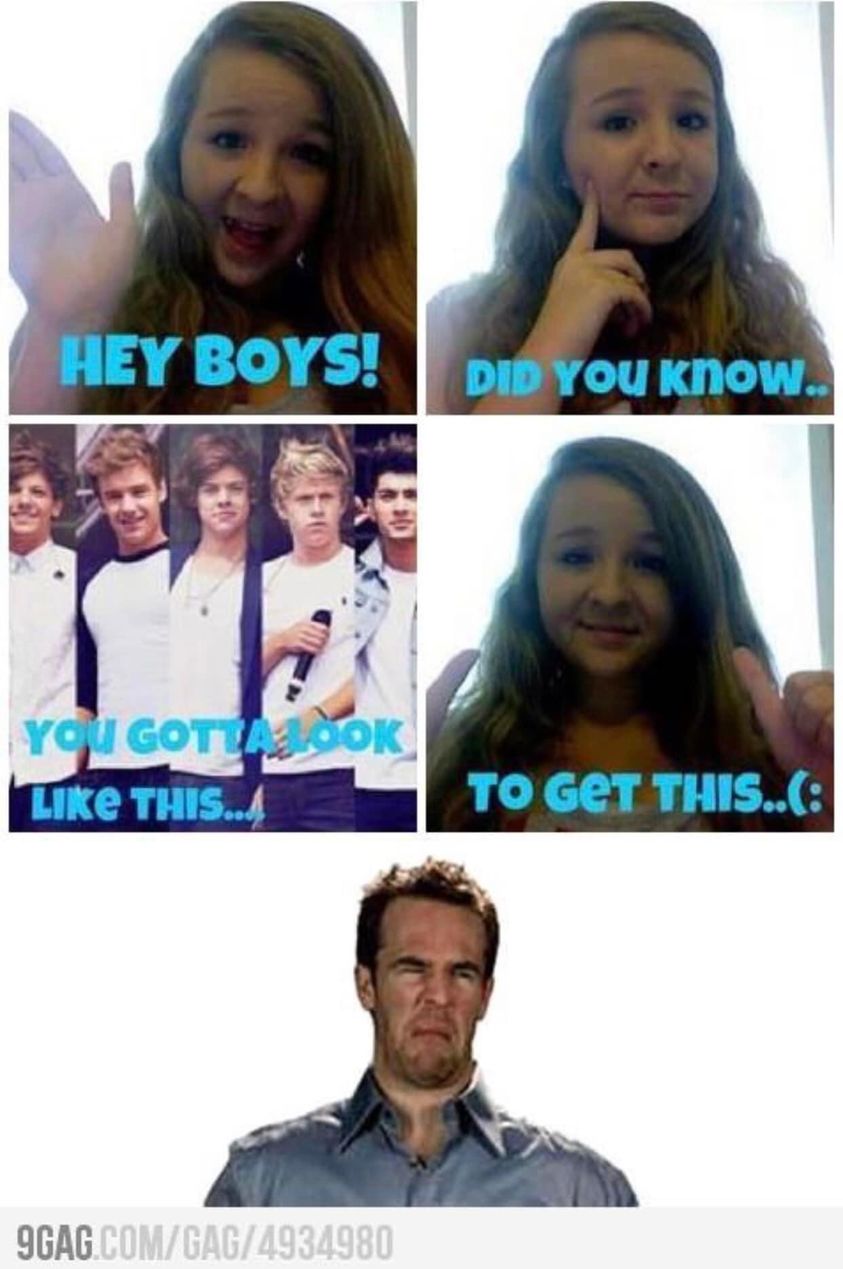 HEY BOYS!
DID YOU KNOW..
YOU GOTTA LOOK
LIKE THIS...
TO GET THIS..(:
9GAG.COM/GAG/4934980